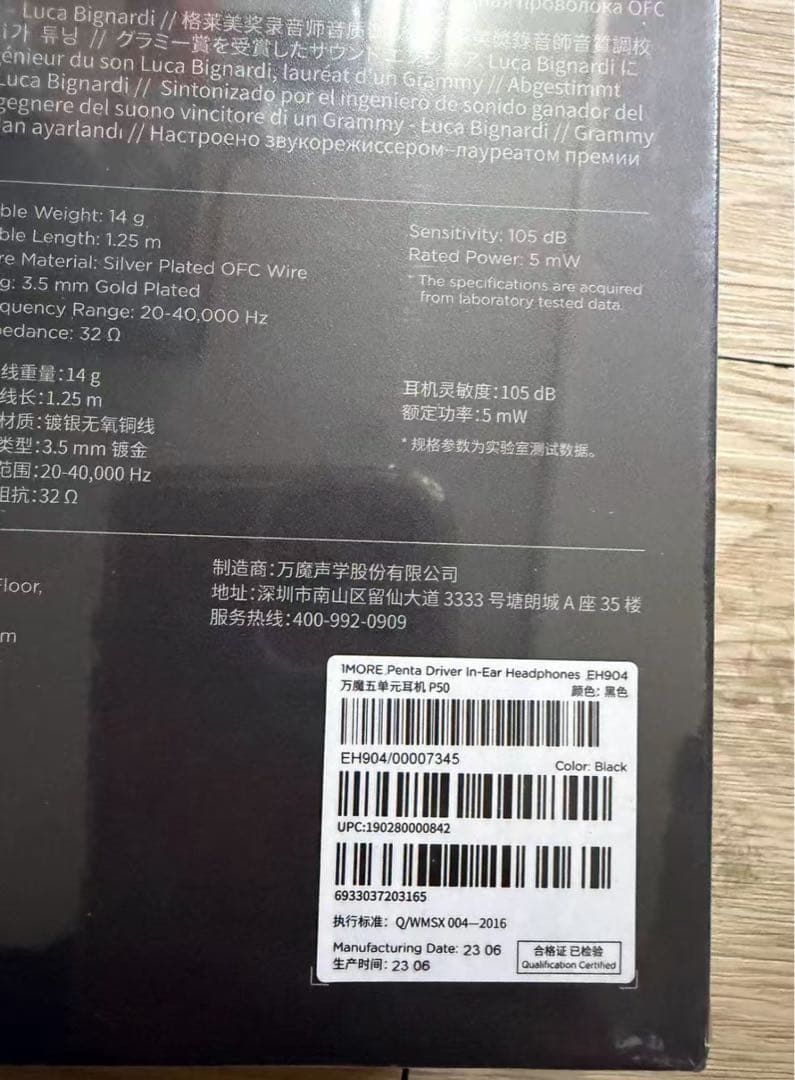 проволока OFC
Luca Bignardi // 格莱美奖录音师音质
튜닝 // グラミー賞を受賞したサウンド Luca Bignardi に
du son Luca Bignardi, lauréat d'un Grammy // Abgestimmt
Luca Bignardi // Sintonizado por el ingeniero de sonido ganador del
del suono vincitore di un Grammy - Luca Bignardi // Grammy
ayarlandı // Настроено звукорежиссером–лауреатом премии
Weight: 14 g
Length: 1.25 m
Material: Silver Plated OFC Wire
3.5 mm Gold Plated
Range: 20-40,000 Hz
32 Ω
Sensitivity: 105 dB
Rated Power: 5 mW
* The specifications are acquired
from laboratory tested data.
线重量:14 g
线长:1.25 m
材质:镀银无氧铜线
类型:3.5 mm 镀金
范围:20-40,000 Hz
阻抗:32 Ω
耳机灵敏度:105 dB
额定功率:5 mW
* 规格参数为实验室测试数据。
Floor,
制造商:万魔声学股份有限公司
地址:深圳市南山区留仙大道 3333 号塘朗城 A 座 35 楼
服务热线:400-992-0909
1MORE Penta Driver In-Ear Headphones EH904
万魔五单元耳机 P50 颜色: 黑色
EH904/00007345
Color: Black
UPC:190280000842
6933037203165
执行标准: Q/WMSX 004—2016
Manufacturing Date: 23 06
生产时间: 23 06
合格证 已检验
Qualification Certified